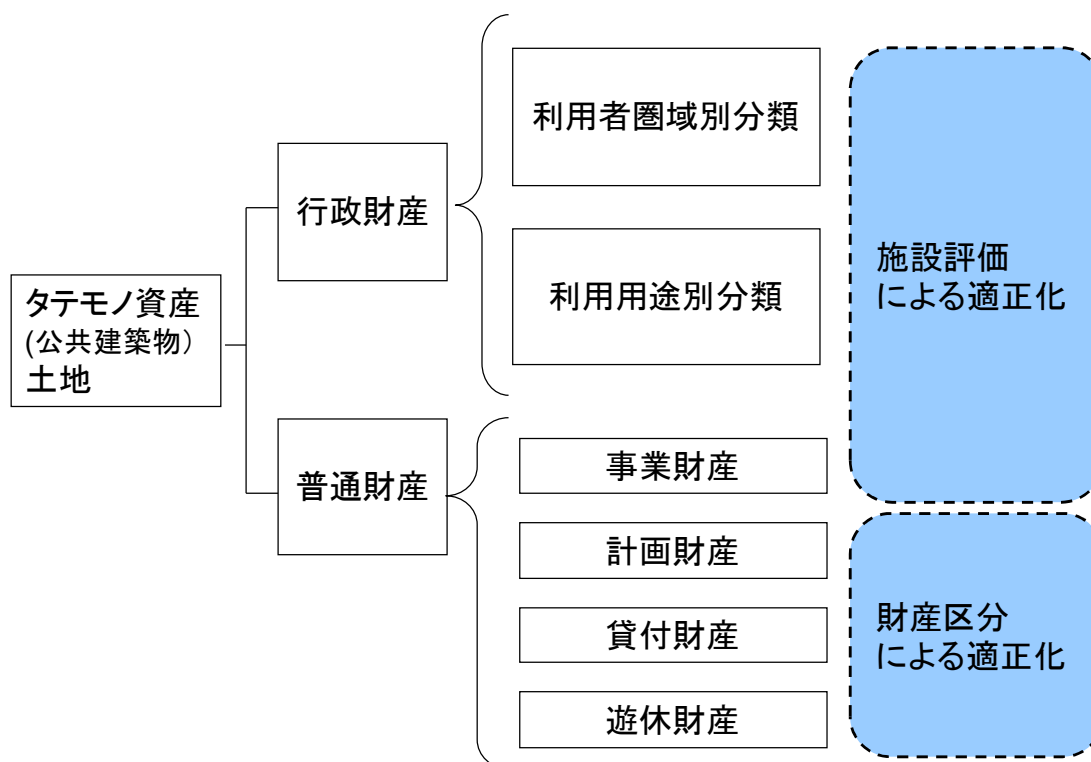 タテモノ資産
(公共建築物）
土地
行政財産
普通財産
利用者圏域別分類
利用用途別分類
事業財産
計画財産
貸付財産
遊休財産
施設評価
による適正化
財産区分
による適正化